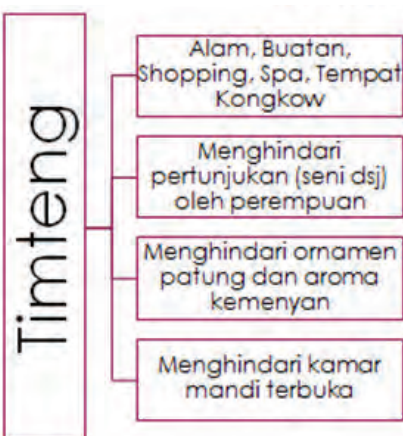 Timteng
Alam, Buatan,
Shopping, Spa, Tempat
Kongkow
Menghindari
pertunjukan (seni dsj)
oleh perempuan
Menghindari ornamen
patung dan aroma
kemenyan
Menghindari kamar
mandi terbuka